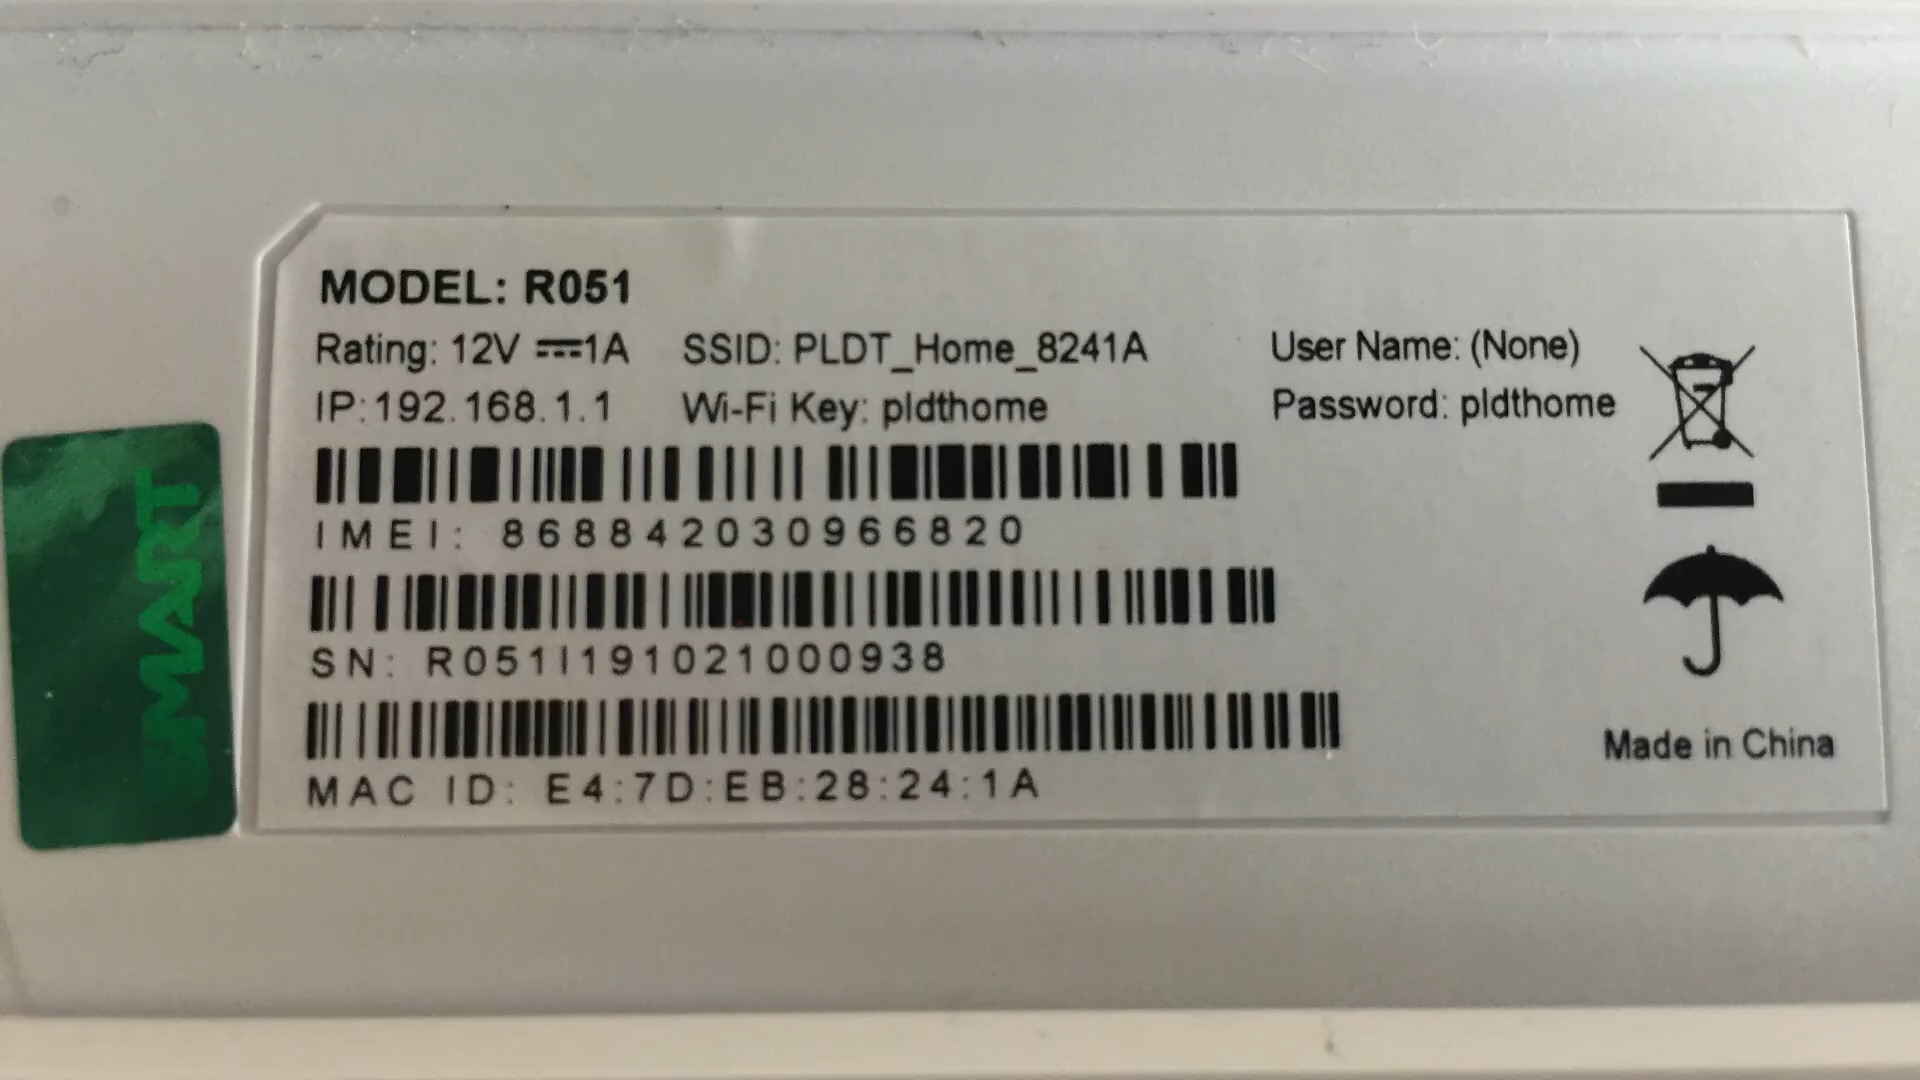 MODEL: R051
Rating: 12V ⎓1A SSID: PLDT_Home_8241A User Name: (None)
IP:192.168.1.1 Wi-Fi Key: pldthome Password: pldthome
IMEI: 868842030966820
SN: R051I191021000938
MAC ID: E4:7D:EB:28:24:1A
Made in China
SMART